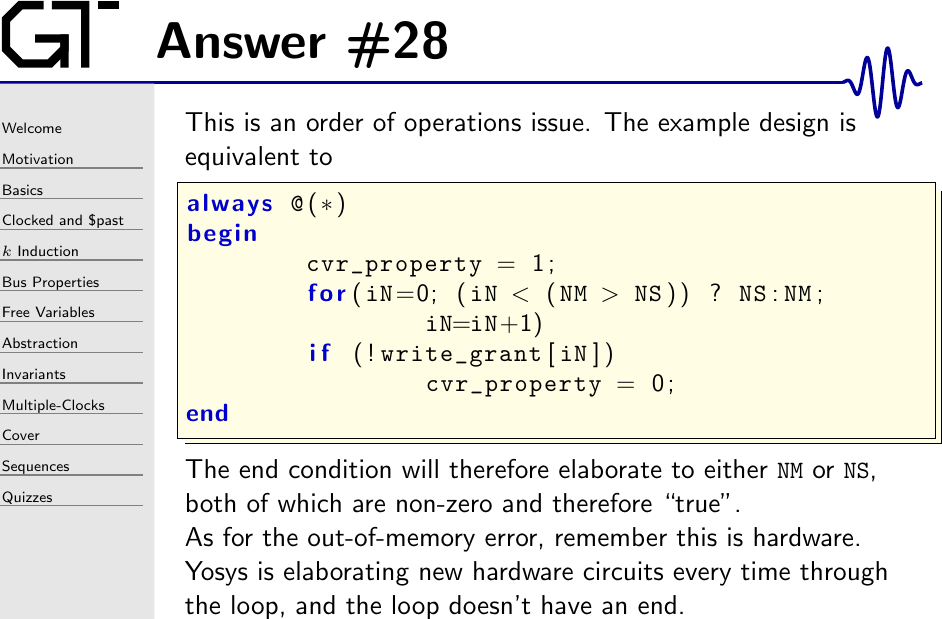 GT
Answer #28
Welcome
Motivation
Basics
Clocked and $past
k Induction
Bus Properties
Free Variables
Abstraction
Invariants
Multiple-Clocks
Cover
Sequences
Quizzes
This is an order of operations issue. The example design is
equivalent to
always @(*)
begin
cvr_property = 1;
for(iN=0; (iN < (NM > NS)) ? NS:NM;
iN=iN+1)
if (!write_grant[iN])
cvr_property = 0;
end
The end condition will therefore elaborate to either NM or NS,
both of which are non-zero and therefore “true”.
As for the out-of-memory error, remember this is hardware.
Yosys is elaborating new hardware circuits every time through
the loop, and the loop doesn't have an end.